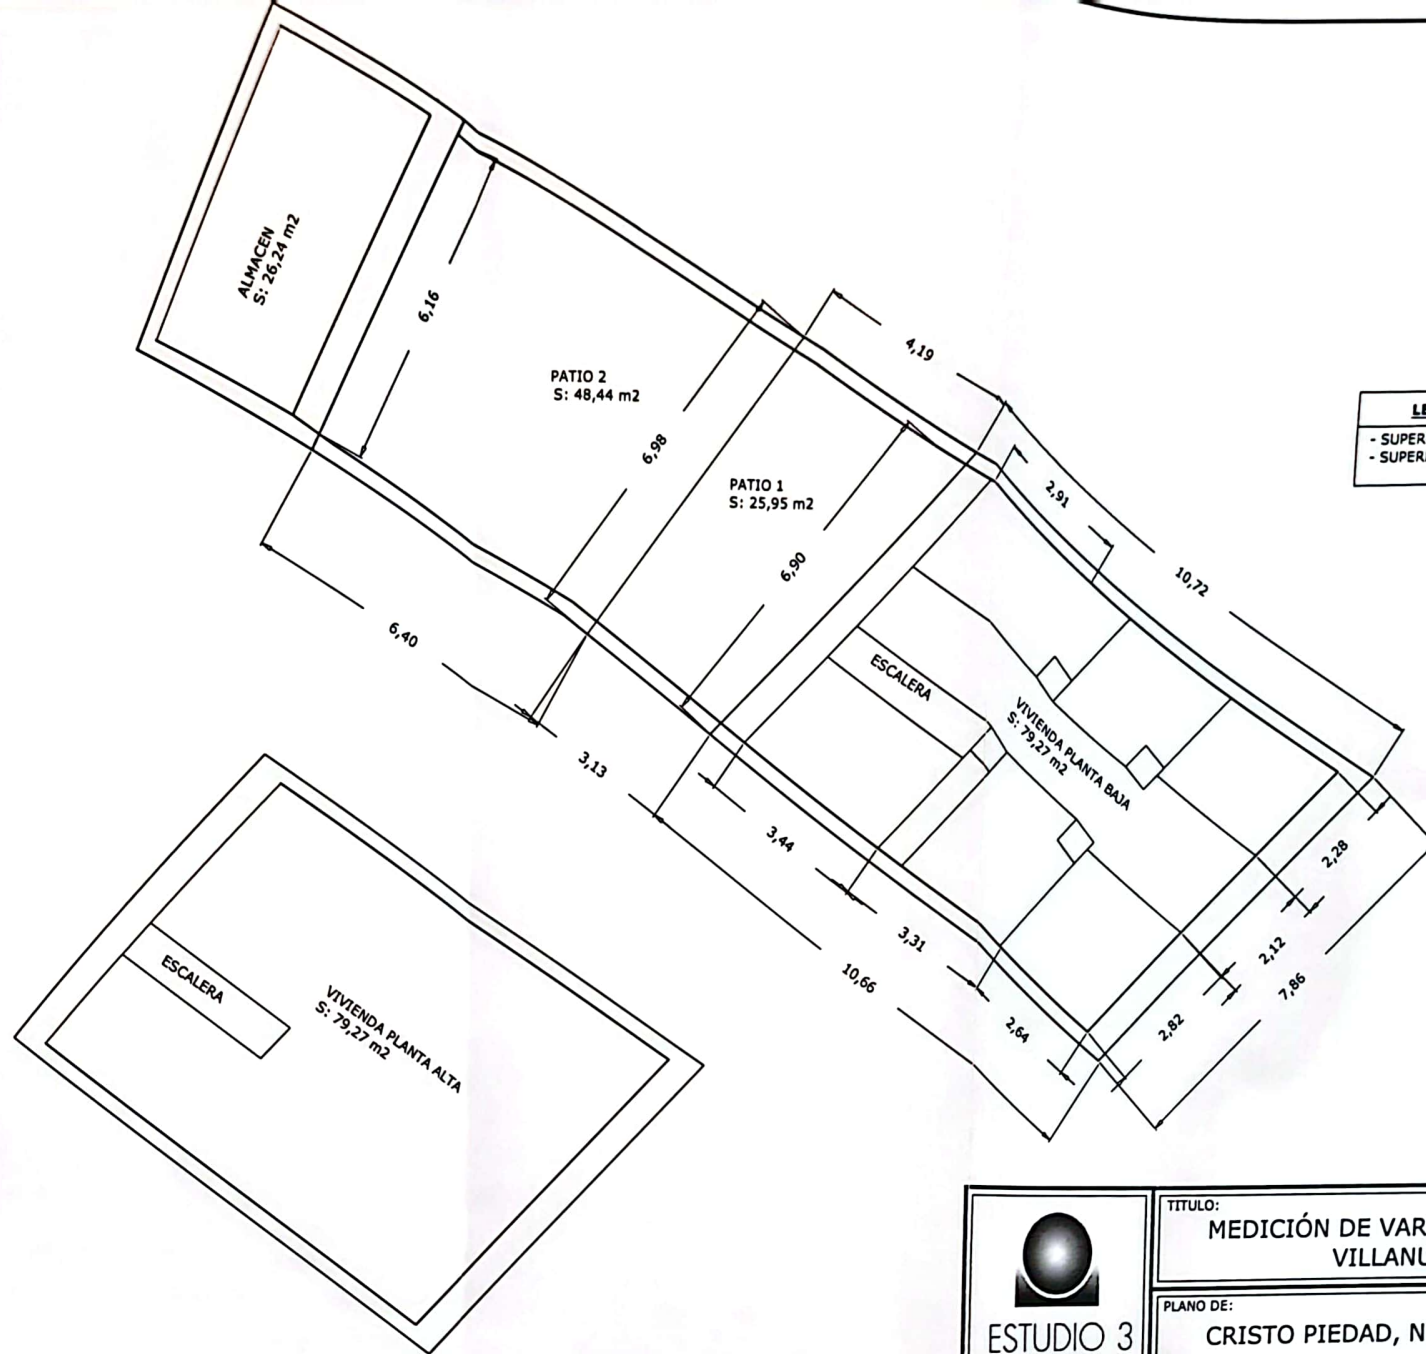 ALMACEN
S: 26,24 m2
6,16
PATIO 2
S: 48,44 m2
6,98
4,19
PATIO 1
S: 25,95 m2
6,90
2,91
10,72
- SUPER
- SUPER
6,40
3,13
ESCALERA
VIVIENDA PLANTA BAJA
S: 79,27 m2
3,44
3,31
10,66
2,64
2,28
2,12
7,86
2,82
ESCALERA
VIVIENDA PLANTA ALTA
S: 79,27 m2
ESTUDIO 3
TITULO:
MEDICIÓN DE VAR
VILLANU
PLANO DE:
CRISTO PIEDAD, N